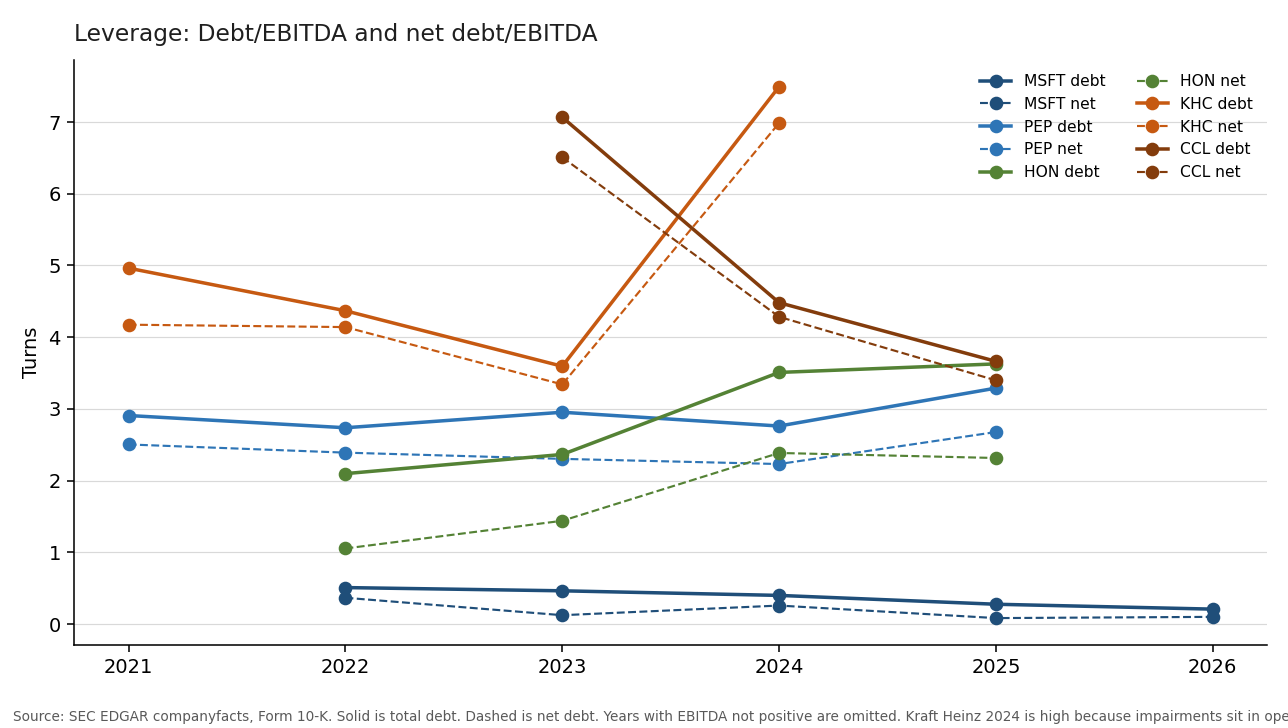 Leverage: Debt/EBITDA and net debt/EBITDA
MSFT debt
MSFT net
PEP debt
PEP net
HON debt
HON net
KHC debt
KHC net
CCL debt
CCL net
Turns
7
6
5
4
3
2
1
0
2021 2022 2023 2024 2025 2026
Source: SEC EDGAR companyfacts, Form 10-K. Solid is total debt. Dashed is net debt. Years with EBITDA not positive are omitted. Kraft Heinz 2024 is high because impairments sit in